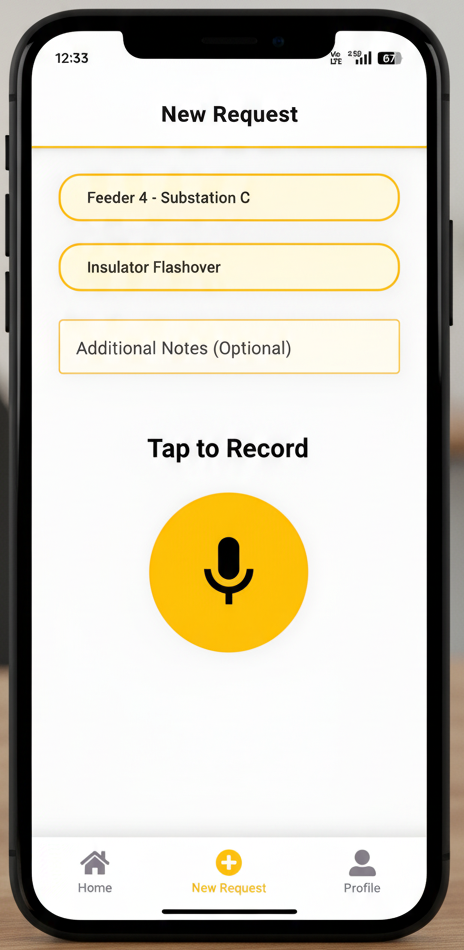 12:33
Vo
LTE
67
New Request
Feeder 4 - Substation C
Insulator Flashover
Additional Notes (Optional)
Tap to Record
Home
New Request
Profile